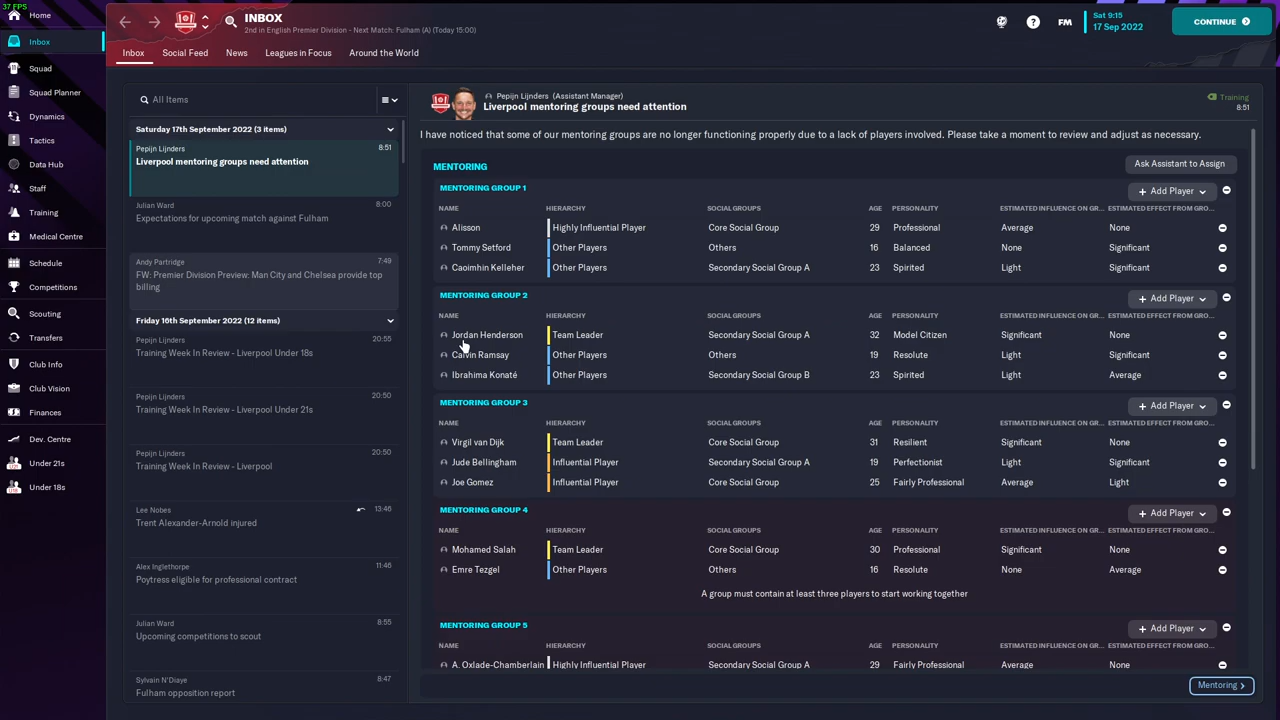 37 FPS
Home
Inbox
Squad
Squad Planner
Dynamics
Tactics
Data Hub
Staff
Training
Medical Centre
Schedule
Competitions
Scouting
Transfers
Club Info
Club Vision
Finances
Dev. Centre
Under 21s
Under 18s
INBOX
2nd in English Premier Division - Next Match: Fulham (A) (Today 15:00)
FM
Sat 9:15
17 Sep 2022
CONTINUE
Inbox Social Feed News Leagues in Focus Around the World
All Items
Saturday 17th September 2022 (3 items)
Pepijn Lijnders 8:51
Liverpool mentoring groups need attention
Julian Ward 8:00
Expectations for upcoming match against Fulham
Andy Partridge 7:49
FW: Premier Division Preview: Man City and Chelsea provide top
billing
Friday 16th September 2022 (12 items)
Pepijn Lijnders 20:55
Training Week In Review - Liverpool Under 18s
Pepijn Lijnders 20:50
Training Week In Review - Liverpool Under 21s
Pepijn Lijnders 20:50
Training Week In Review - Liverpool
Lee Nobes 13:46
Trent Alexander-Arnold injured
Alex Inglethorpe 11:46
Poytress eligible for professional contract
Julian Ward 8:55
Upcoming competitions to scout
Sylvain N'Diaye 8:47
Fulham opposition report
Pepijn Lijnders (Assistant Manager)
Liverpool mentoring groups need attention
Training
8:51
I have noticed that some of our mentoring groups are no longer functioning properly due to a lack of players involved. Please take a moment to review and adjust as necessary.
MENTORING Ask Assistant to Assign
MENTORING GROUP 1 + Add Player
NAME HIERARCHY SOCIAL GROUPS AGE PERSONALITY ESTIMATED INFLUENCE ON GR... ESTIMATED EFFECT FROM GRO...
Alisson Highly Influential Player Core Social Group 29 Professional Average None
Tommy Setford Other Players Others 16 Balanced None Significant
Caoimhin Kelleher Other Players Secondary Social Group A 23 Spirited Light Significant
MENTORING GROUP 2 + Add Player
NAME HIERARCHY SOCIAL GROUPS AGE PERSONALITY ESTIMATED INFLUENCE ON GR... ESTIMATED EFFECT FROM GRO...
Jordan Henderson Team Leader Secondary Social Group A 32 Model Citizen Significant None
Calvin Ramsay Other Players Others 19 Resolute Light Significant
Ibrahima Konaté Other Players Secondary Social Group B 23 Spirited Light Average
MENTORING GROUP 3 + Add Player
NAME HIERARCHY SOCIAL GROUPS AGE PERSONALITY ESTIMATED INFLUENCE ON GR... ESTIMATED EFFECT FROM GRO...
Virgil van Dijk Team Leader Core Social Group 31 Resilient Significant None
Jude Bellingham Influential Player Secondary Social Group A 19 Perfectionist Light Significant
Joe Gomez Influential Player Core Social Group 25 Fairly Professional Average Light
MENTORING GROUP 4 + Add Player
NAME HIERARCHY SOCIAL GROUPS AGE PERSONALITY ESTIMATED INFLUENCE ON GR... ESTIMATED EFFECT FROM GRO...
Mohamed Salah Team Leader Core Social Group 30 Professional Significant None
Emre Tezgel Other Players Others 16 Resolute None Average
A group must contain at least three players to start working together
MENTORING GROUP 5 + Add Player
NAME HIERARCHY SOCIAL GROUPS AGE PERSONALITY ESTIMATED INFLUENCE ON GR... ESTIMATED EFFECT FROM GRO...
A. Oxlade-Chamberlain Highly Influential Player Secondary Social Group A 29 Fairly Professional Average None
Mentoring